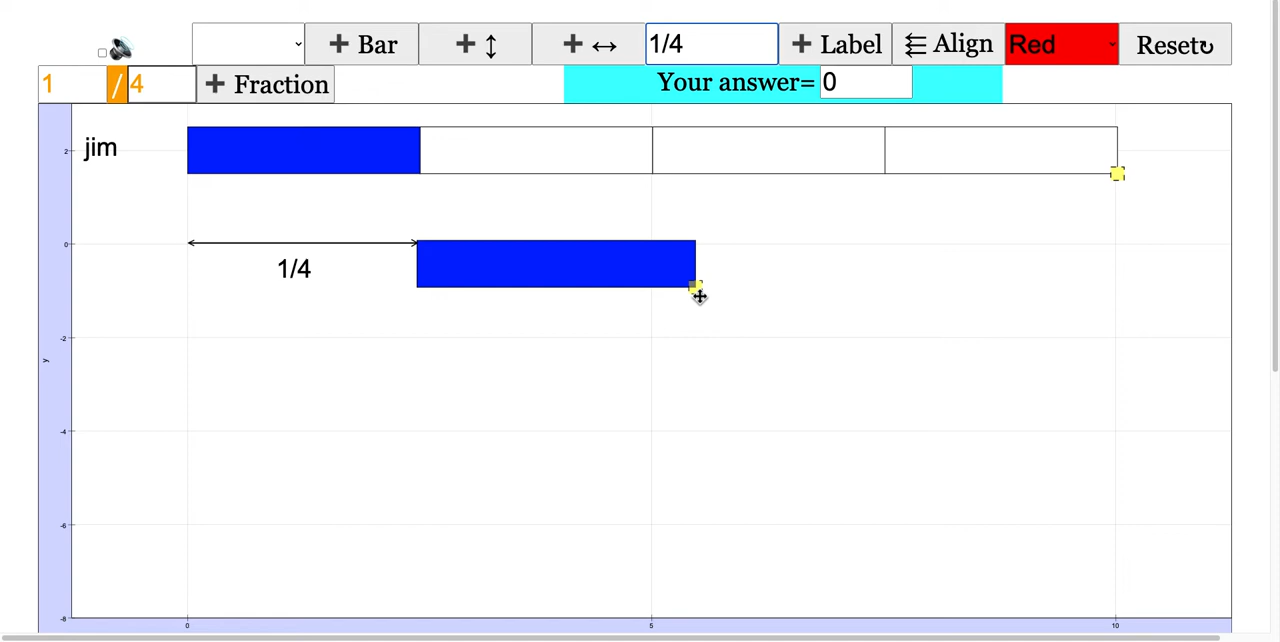 + Bar + ↕ + ↔ 1/4 + Label Align Red Reset↻
1 / 4 + Fraction Your answer= 0
jim
2
0
1/4
-2
y
-4
-6
-8
0 5 10